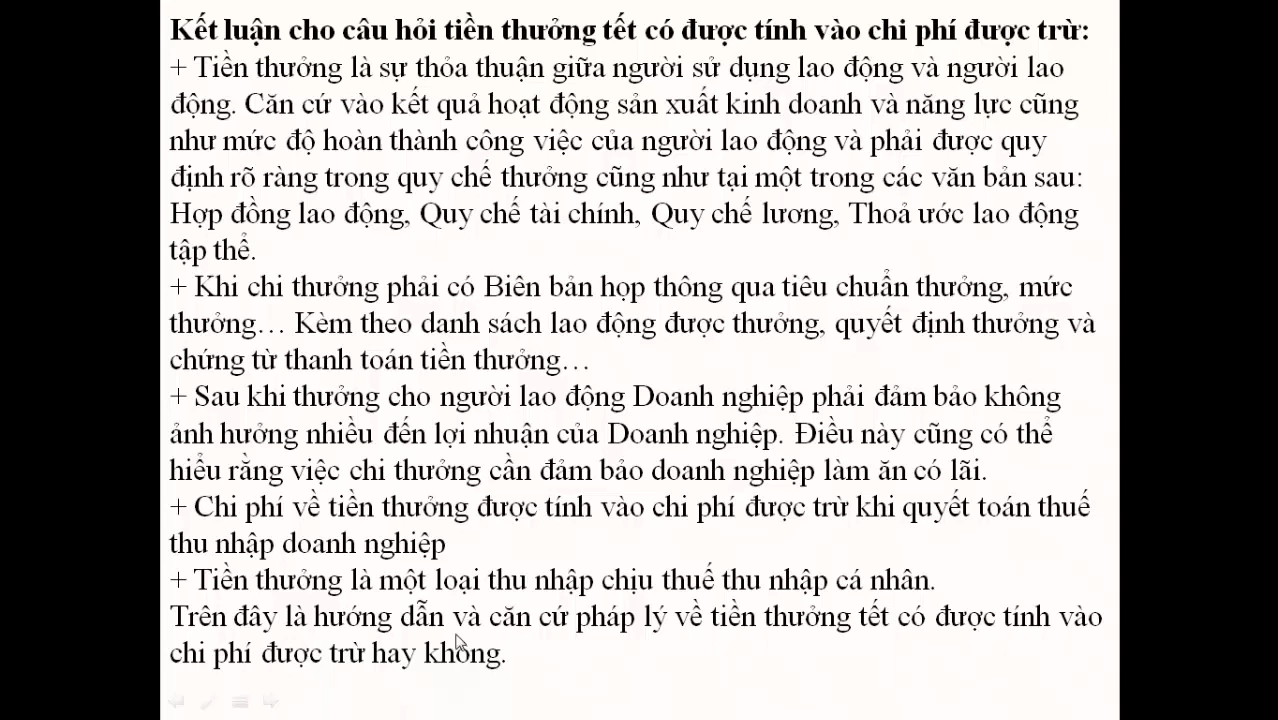 Kết luận cho câu hỏi tiền thưởng tết có được tính vào chi phí được trừ:
+ Tiền thưởng là sự thỏa thuận giữa người sử dụng lao động và người lao
động. Căn cứ vào kết quả hoạt động sản xuất kinh doanh và năng lực cũng
như mức độ hoàn thành công việc của người lao động và phải được quy
định rõ ràng trong quy chế thưởng cũng như tại một trong các văn bản sau:
Hợp đồng lao động, Quy chế tài chính, Quy chế lương, Thoả ước lao động
tập thể.
+ Khi chi thưởng phải có Biên bản họp thông qua tiêu chuẩn thưởng, mức
thưởng… Kèm theo danh sách lao động được thưởng, quyết định thưởng và
chứng từ thanh toán tiền thưởng…
+ Sau khi thưởng cho người lao động Doanh nghiệp phải đảm bảo không
ảnh hưởng nhiều đến lợi nhuận của Doanh nghiệp. Điều này cũng có thể
hiểu rằng việc chi thưởng cần đảm bảo doanh nghiệp làm ăn có lãi.
+ Chi phí về tiền thưởng được tính vào chi phí được trừ khi quyết toán thuế
thu nhập doanh nghiệp
+ Tiền thưởng là một loại thu nhập chịu thuế thu nhập cá nhân.
Trên đây là hướng dẫn và căn cứ pháp lý về tiền thưởng tết có được tính vào
chi phí được trừ hay không.